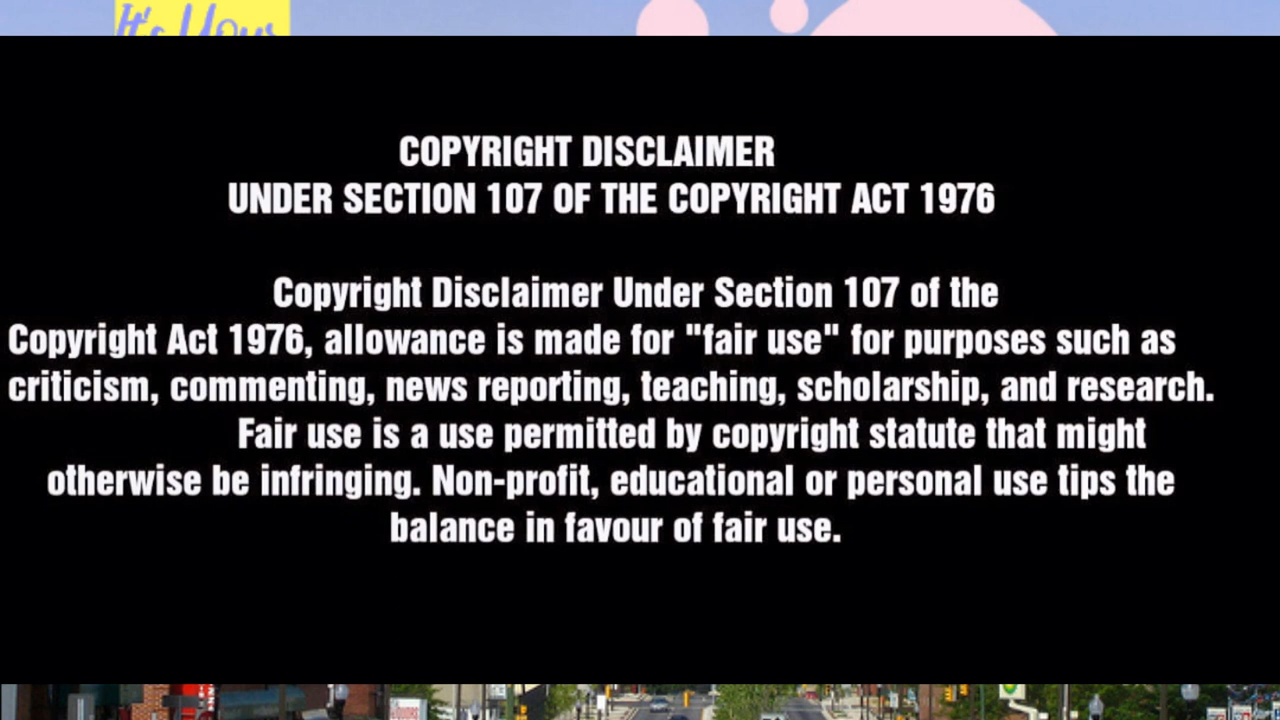 It's Your
COPYRIGHT DISCLAIMER
UNDER SECTION 107 OF THE COPYRIGHT ACT 1976
Copyright Disclaimer Under Section 107 of the
Copyright Act 1976, allowance is made for "fair use" for purposes such as
criticism, commenting, news reporting, teaching, scholarship, and research.
Fair use is a use permitted by copyright statute that might
otherwise be infringing. Non-profit, educational or personal use tips the
balance in favour of fair use.